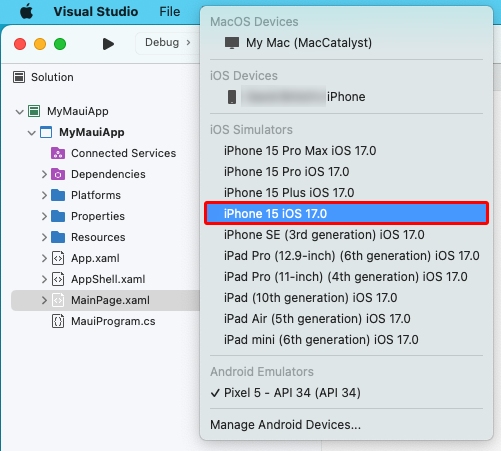 Visual Studio File
MacOS Devices
My Mac (MacCatalyst)
Debug
iOS Devices
Solution
iPhone
MyMauiApp
iOS Simulators
MyMauiApp
iPhone 15 Pro Max iOS 17.0
Connected Services
iPhone 15 Pro iOS 17.0
Dependencies
iPhone 15 Plus iOS 17.0
Platforms
iPhone 15 iOS 17.0
Properties
iPhone SE (3rd generation) iOS 17.0
Resources
iPad Pro (12.9-inch) (6th generation) iOS 17.0
App.xaml
iPad Pro (11-inch) (4th generation) iOS 17.0
AppShell.xaml
iPad (10th generation) iOS 17.0
MainPage.xaml
iPad Air (5th generation) iOS 17.0
MauiProgram.cs
iPad mini (6th generation) iOS 17.0
Android Emulators
✓ Pixel 5 - API 34 (API 34)
Manage Android Devices...